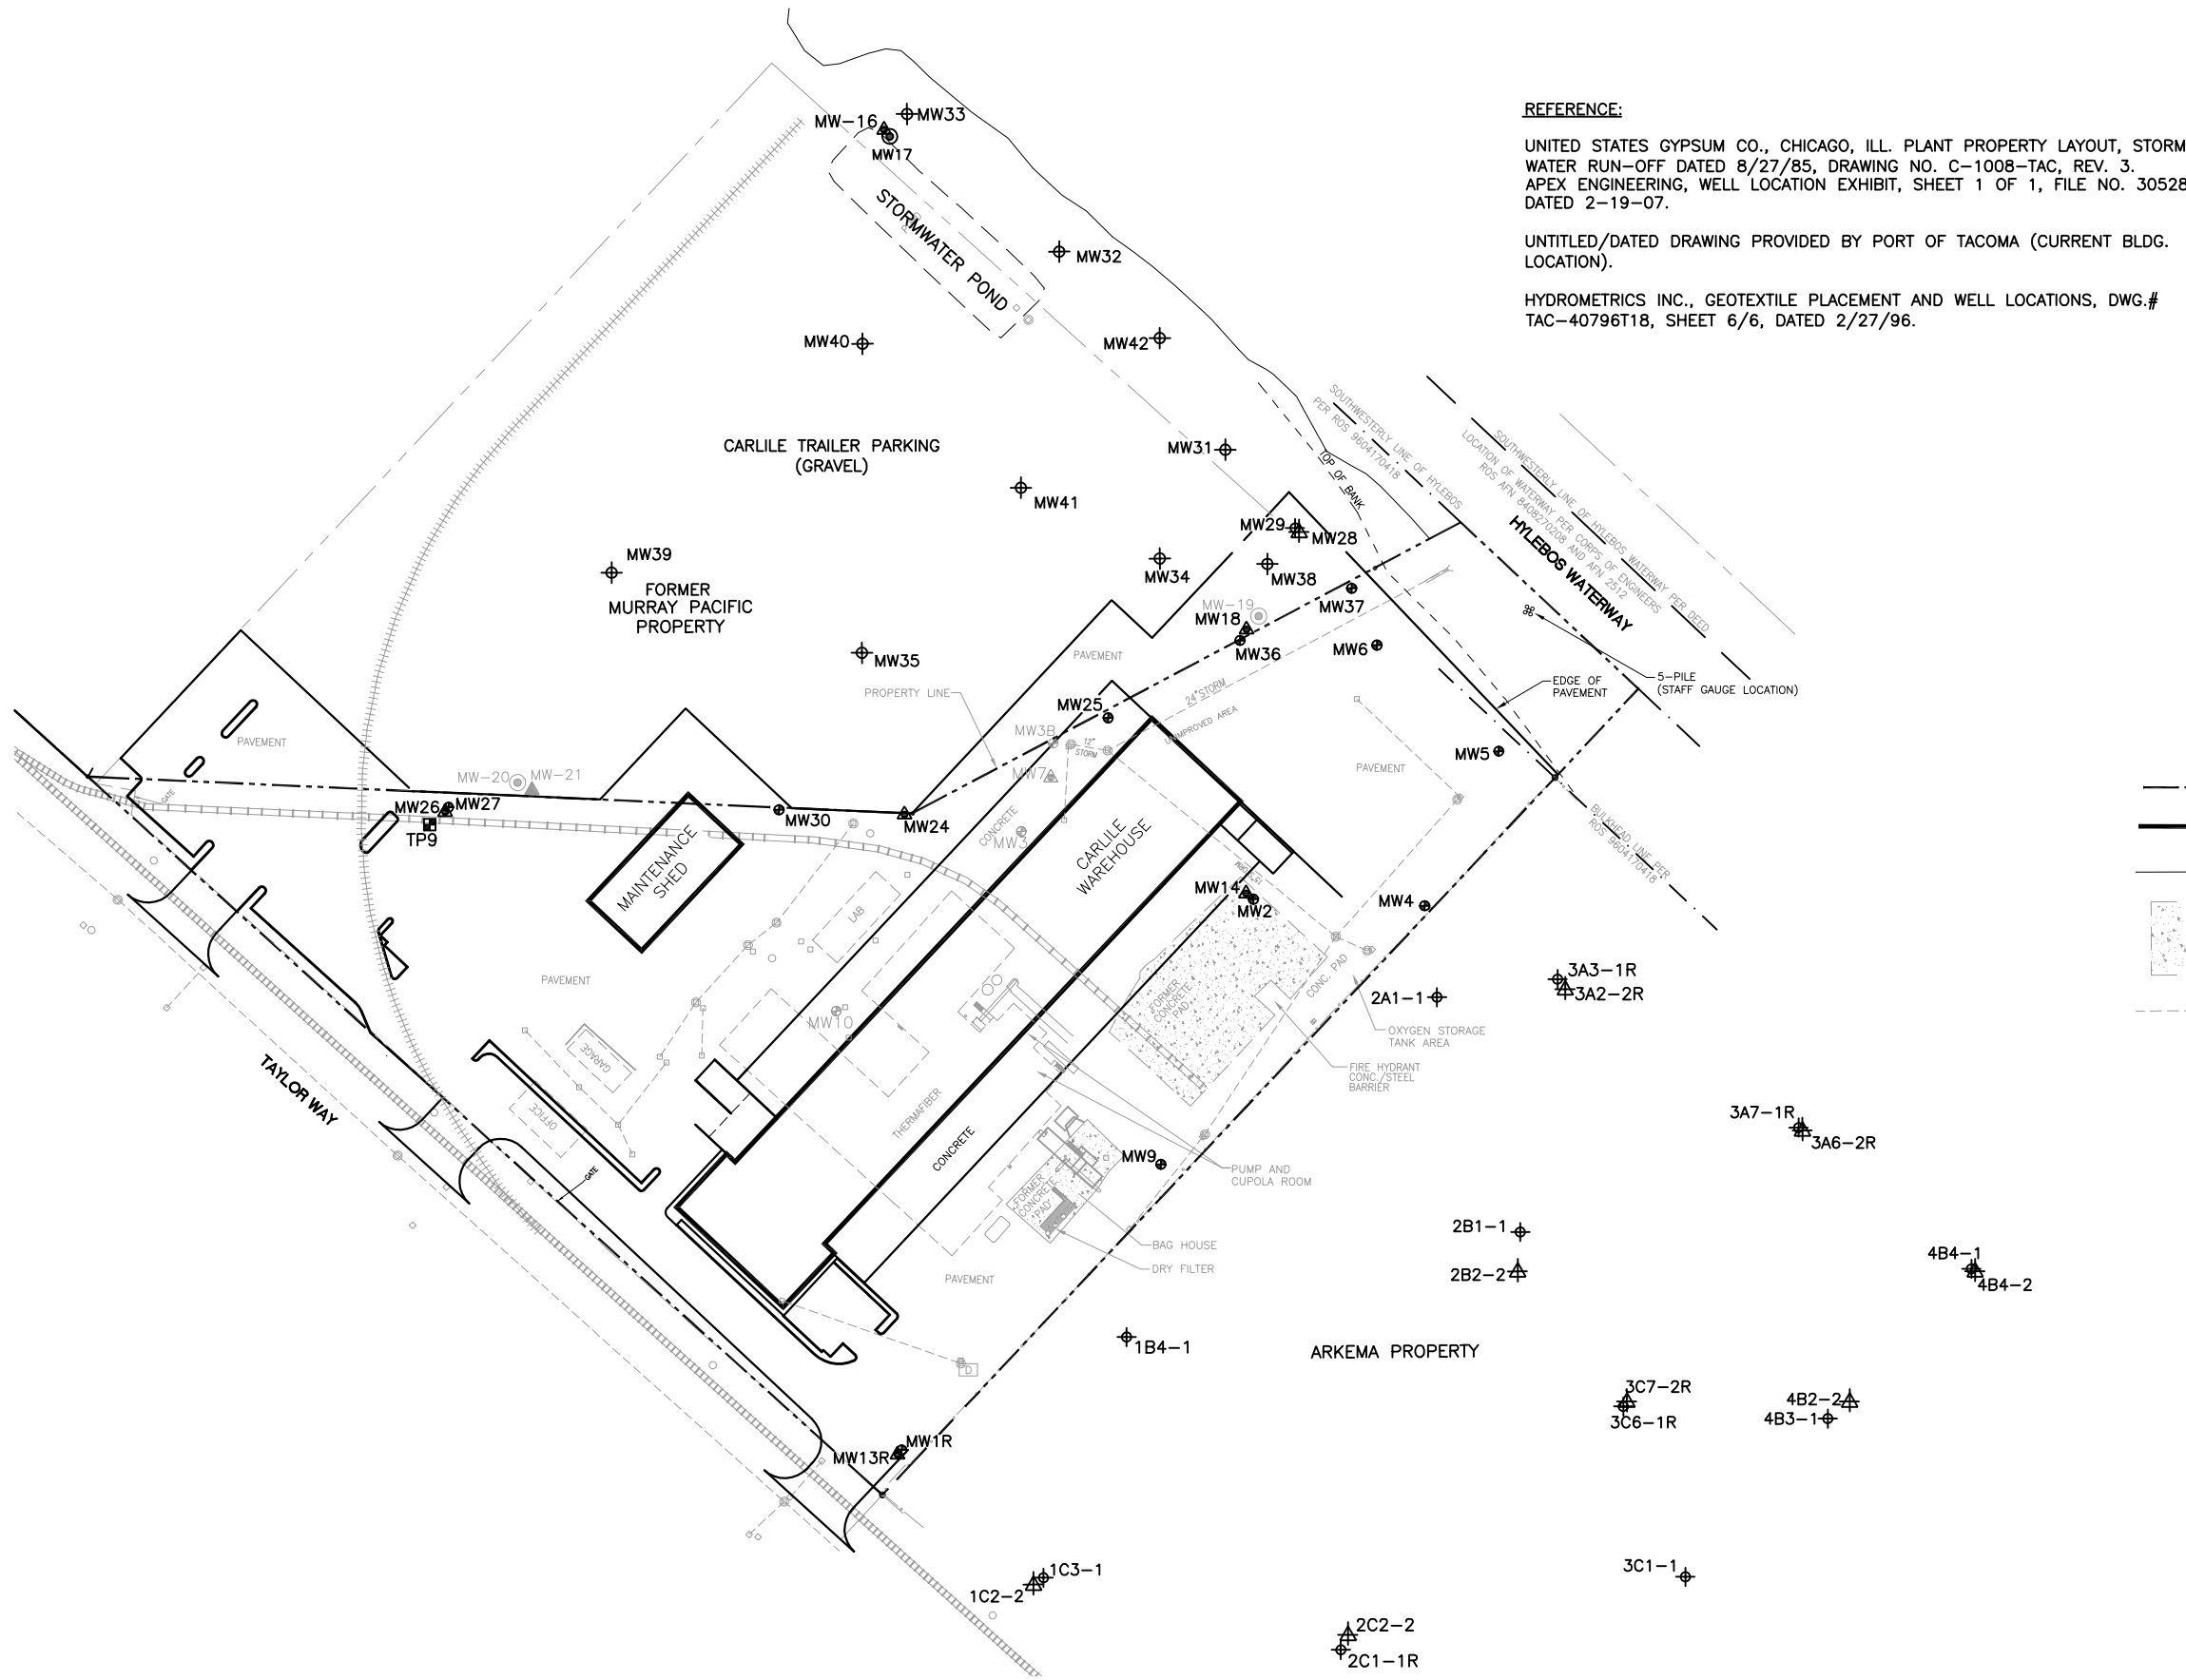 REFERENCE:
UNITED STATES GYPSUM CO., CHICAGO, ILL. PLANT PROPERTY LAYOUT, STORM
WATER RUN-OFF DATED 8/27/85, DRAWING NO. C-1008-TAC, REV. 3.
APEX ENGINEERING, WELL LOCATION EXHIBIT, SHEET 1 OF 1, FILE NO. 30528
DATED 2-19-07.
UNTITLED/DATED DRAWING PROVIDED BY PORT OF TACOMA (CURRENT BLDG.
LOCATION).
HYDROMETRICS INC., GEOTEXTILE PLACEMENT AND WELL LOCATIONS, DWG.#
TAC-40796T18, SHEET 6/6, DATED 2/27/96.
MW33
MW-16
MW17
STORMWATER POND
MW32
MW40
MW42
CARLILE TRAILER PARKING
(GRAVEL)
MW31
MW41
SOUTHWESTERLY LINE OF HYLEBOS
PER ROS 9604170418
SOUTHWESTERLY LINE OF HYLEBOS WATERWAY PER DEED
LOCATION OF WATERWAY PER CORPS OF ENGINEERS
ROS AFN 8408270208 AND AFN 2512
HYLEBOS WATERWAY
TOP OF BANK
MW29
MW28
MW39
MW34
MW38
FORMER
MURRAY PACIFIC
PROPERTY
MW37
MW-19
MW18
MW36
MW6
MW35
PAVEMENT
PROPERTY LINE
24" STORM
EDGE OF
PAVEMENT
5-PILE
(STAFF GAUGE LOCATION)
MW25
UNIMPROVED AREA
MW3B
12"
STORM
MW5
PAVEMENT
PAVEMENT
MW7
MW-20
MW-21
GATE
MW26
MW27
TP9
MW30
MW24
CONCRETE
MW3
BULKHEAD LINE PER
ROS 9604170418
MAINTENANCE
SHED
CARLILE
WAREHOUSE
MW14
MW2
MW4
LAB
PAVEMENT
FORMER
CONCRETE
PAD
CONC. PAD
3A3-1R
3A2-2R
2A1-1
MW10
OXYGEN STORAGE
TANK AREA
GARAGE
FIRE HYDRANT
CONC./STEEL
BARRIER
OFFICE
TAYLOR WAY
THERMAFIBER
CONCRETE
3A7-1R
3A6-2R
GATE
MW9
PUMP AND
CUPOLA ROOM
FORMER
CONCRETE
PAD
BAG HOUSE
DRY FILTER
PAVEMENT
2B1-1
2B2-2
4B4-1
4B4-2
1B4-1
D
ARKEMA PROPERTY
3C7-2R
3C6-1R
4B2-2
4B3-1
MW1R
MW13R
1C3-1
1C2-2
3C1-1
2C2-2
2C1-1R